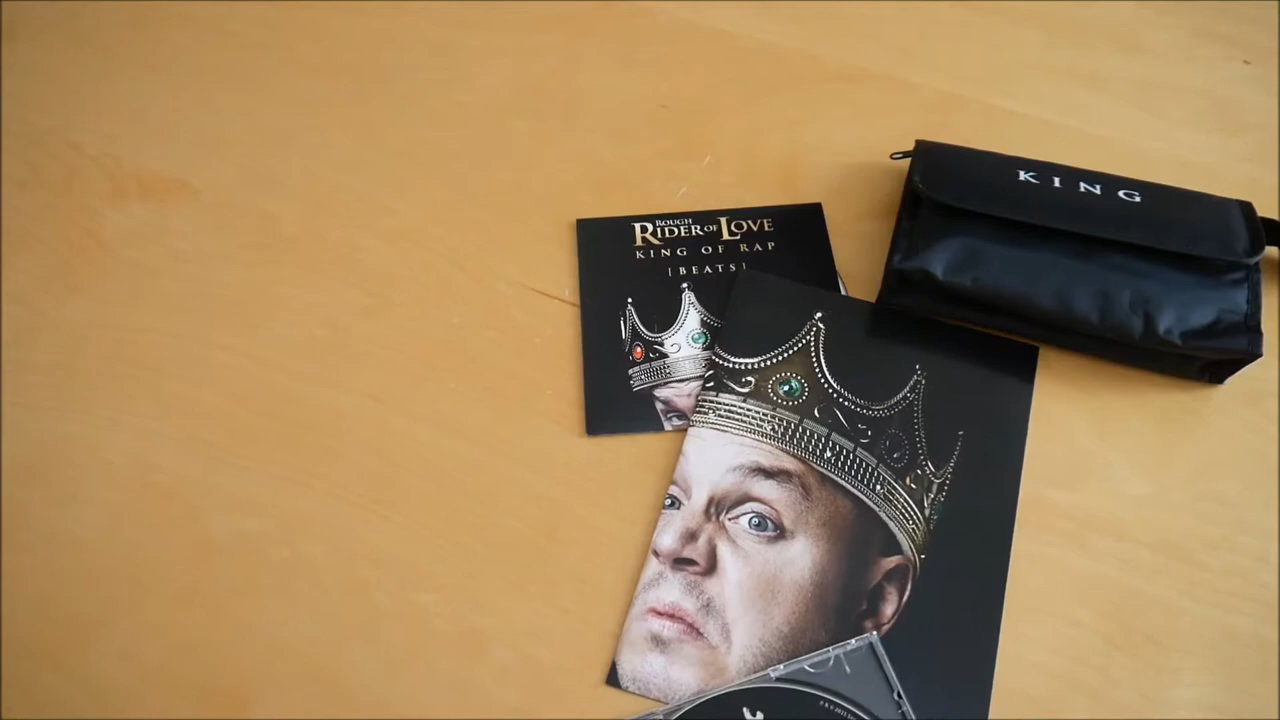 ROUGH
RIDER OF LOVE
KING OF RAP
[BEATS]
KING